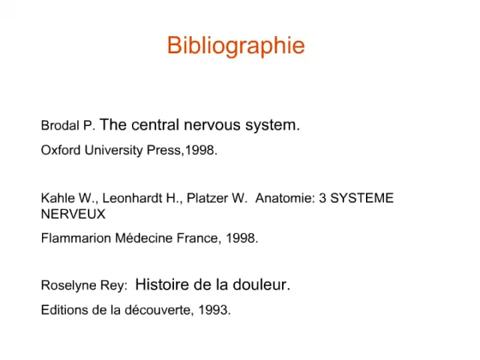 Bibliographie
Brodal P. The central nervous system.
Oxford University Press,1998.
Kahle W., Leonhardt H., Platzer W. Anatomie: 3 SYSTEME
NERVEUX
Flammarion Médecine France, 1998.
Roselyne Rey: Histoire de la douleur.
Editions de la découverte, 1993.